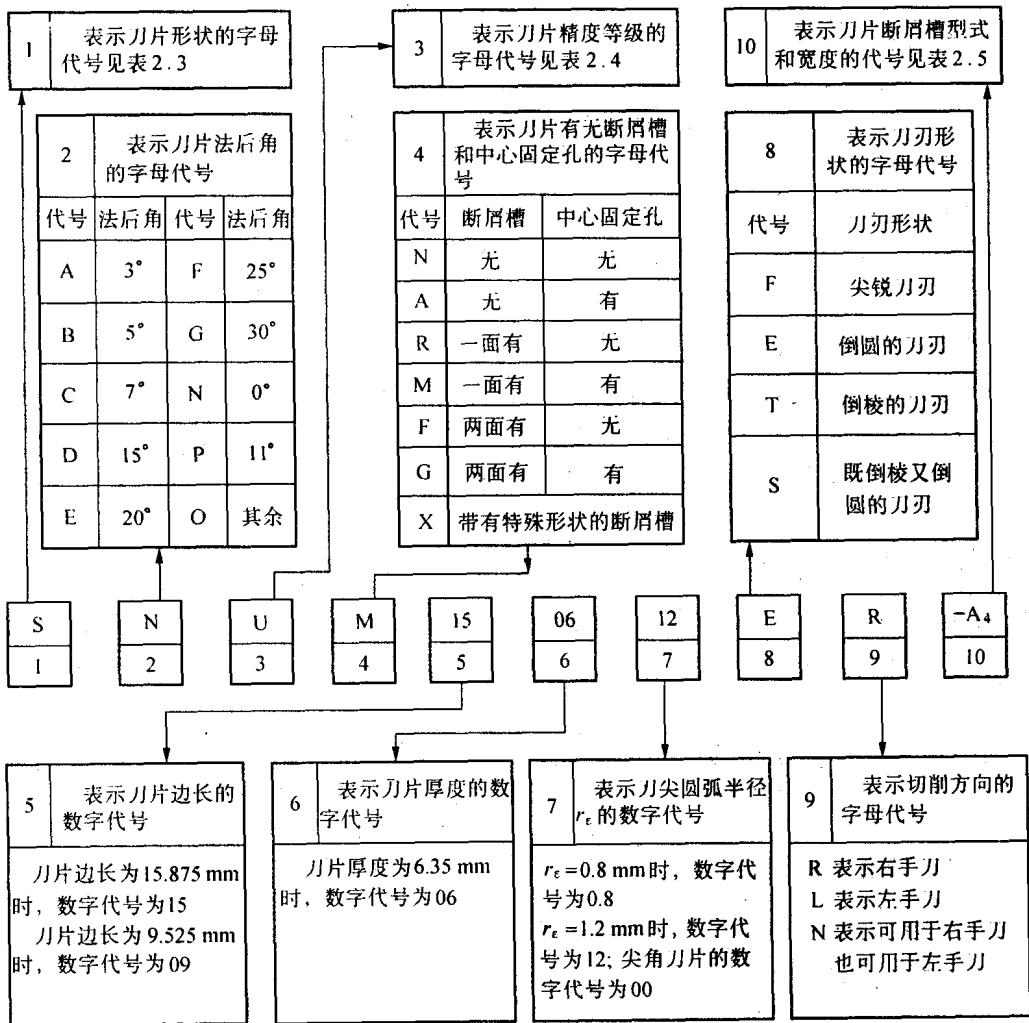 1
表示刀片形状的字母
代号见表2.3
3
表示刀片精度等级的
字母代号见表2.4
10
表示刀片断屑槽型式
和宽度的代号见表2.5
2
表示刀片法后角
的字母代号
代号 法后角 代号 法后角
A 3° F 25°
B 5° G 30°
C 7° N 0°
D 15° P 11°
E 20° O 其余
4
表示刀片有无断屑槽
和中心固定孔的字母代
号
代号 断屑槽 中心固定孔
N 无 无
A 无 有
R 一面有 无
M 一面有 有
F 两面有 无
G 两面有 有
X 带有特殊形状的断屑槽
8
表示刀刃形
状的字母代号
代号 刀刃形状
F 尖锐刀刃
E 倒圆的刀刃
T 倒棱的刀刃
S 既倒棱又倒
圆的刀刃
S N U M 15 06 12 E R -A₄
1 2 3 4 5 6 7 8 9 10
5
表示刀片边长的
数字代号
刀片边长为15.875 mm
时，数字代号为15
刀片边长为9.525 mm
时，数字代号为09
6
表示刀片厚度的数
字代号
刀片厚度为6.35 mm
时，数字代号为06
7
表示刀尖圆弧半径
rε的数字代号
rε=0.8 mm时，数字代
号为0.8
rε=1.2 mm时，数字代
号为12; 尖角刀片的数
字代号为00
9
表示切削方向的
字母代号
R 表示右手刀
L 表示左手刀
N 表示可用于右手刀
也可用于左手刀